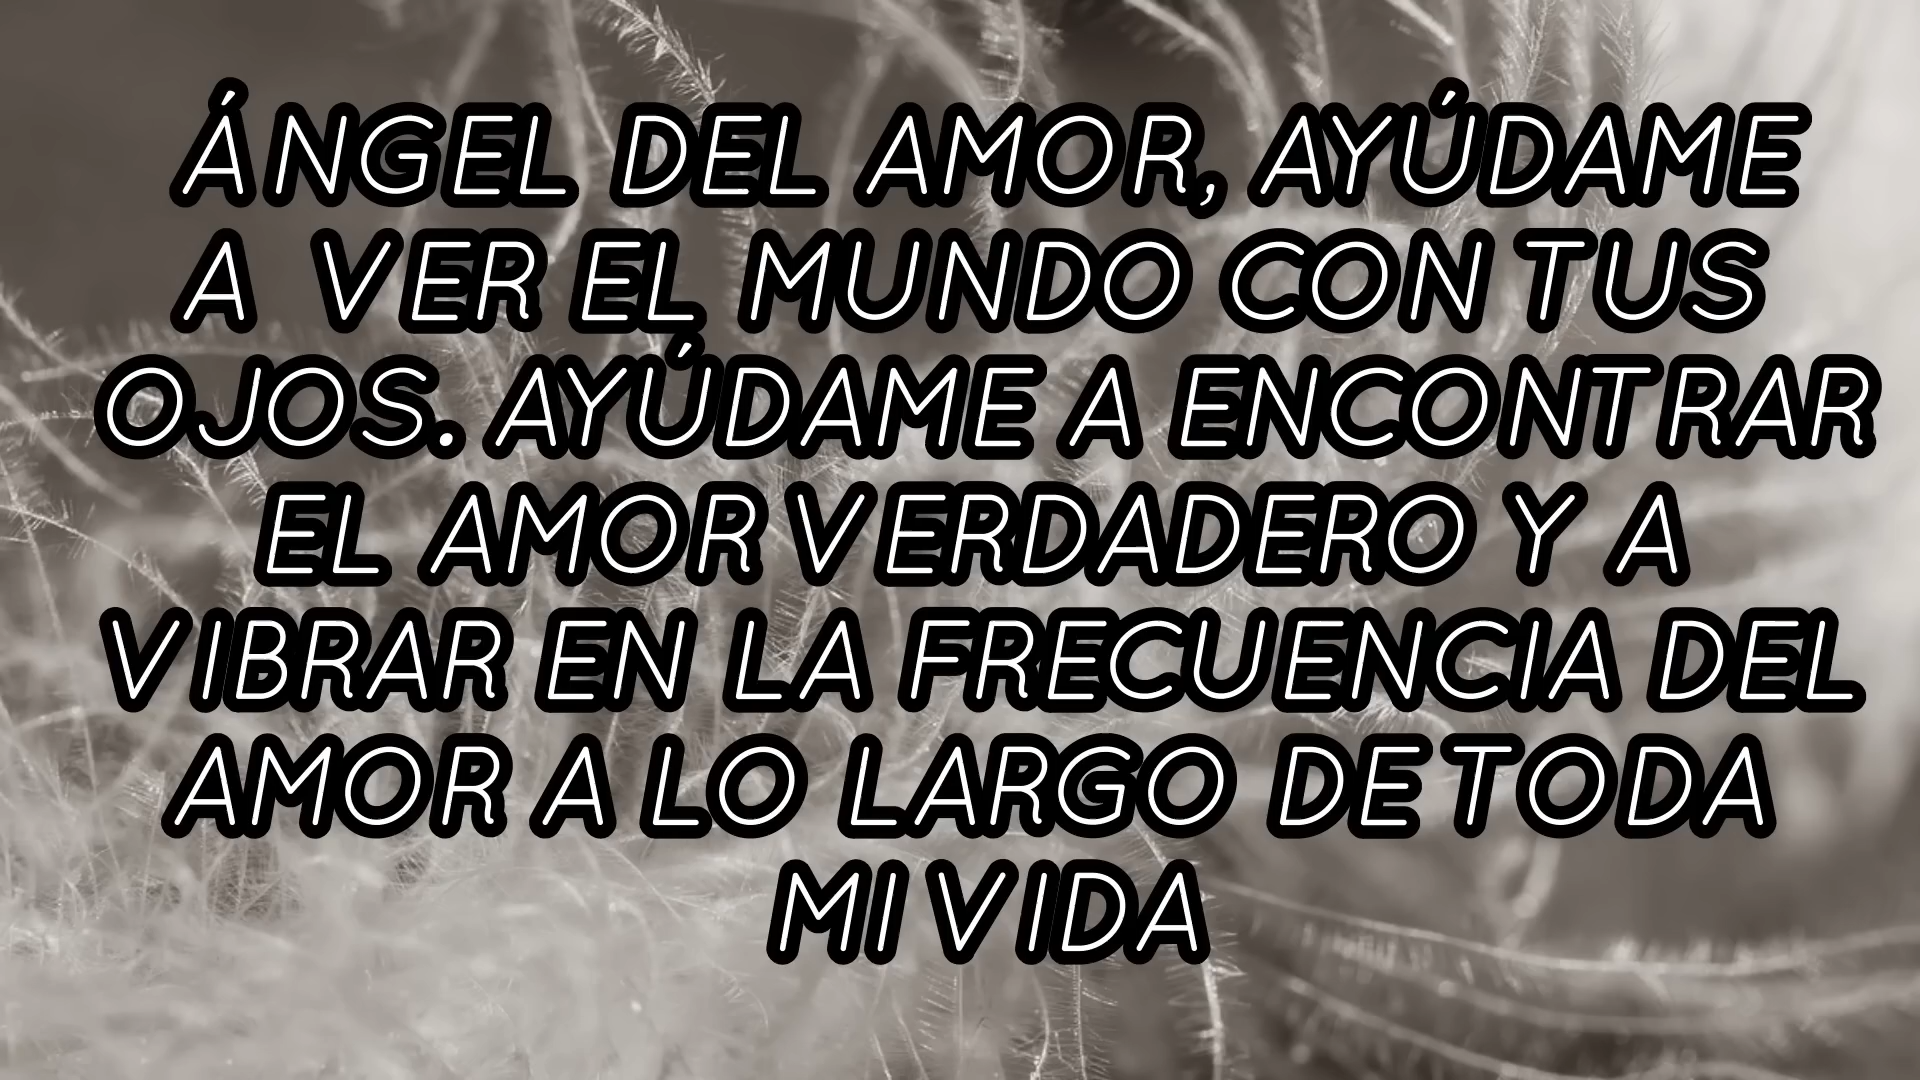 ÁNGEL DEL AMOR, AYÚDAME
A VER EL MUNDO CON TUS
OJOS. AYÚDAME A ENCONTRAR
EL AMOR VERDADERO Y A
VIBRAR EN LA FRECUENCIA DEL
AMOR A LO LARGO DE TODA
MI VIDA